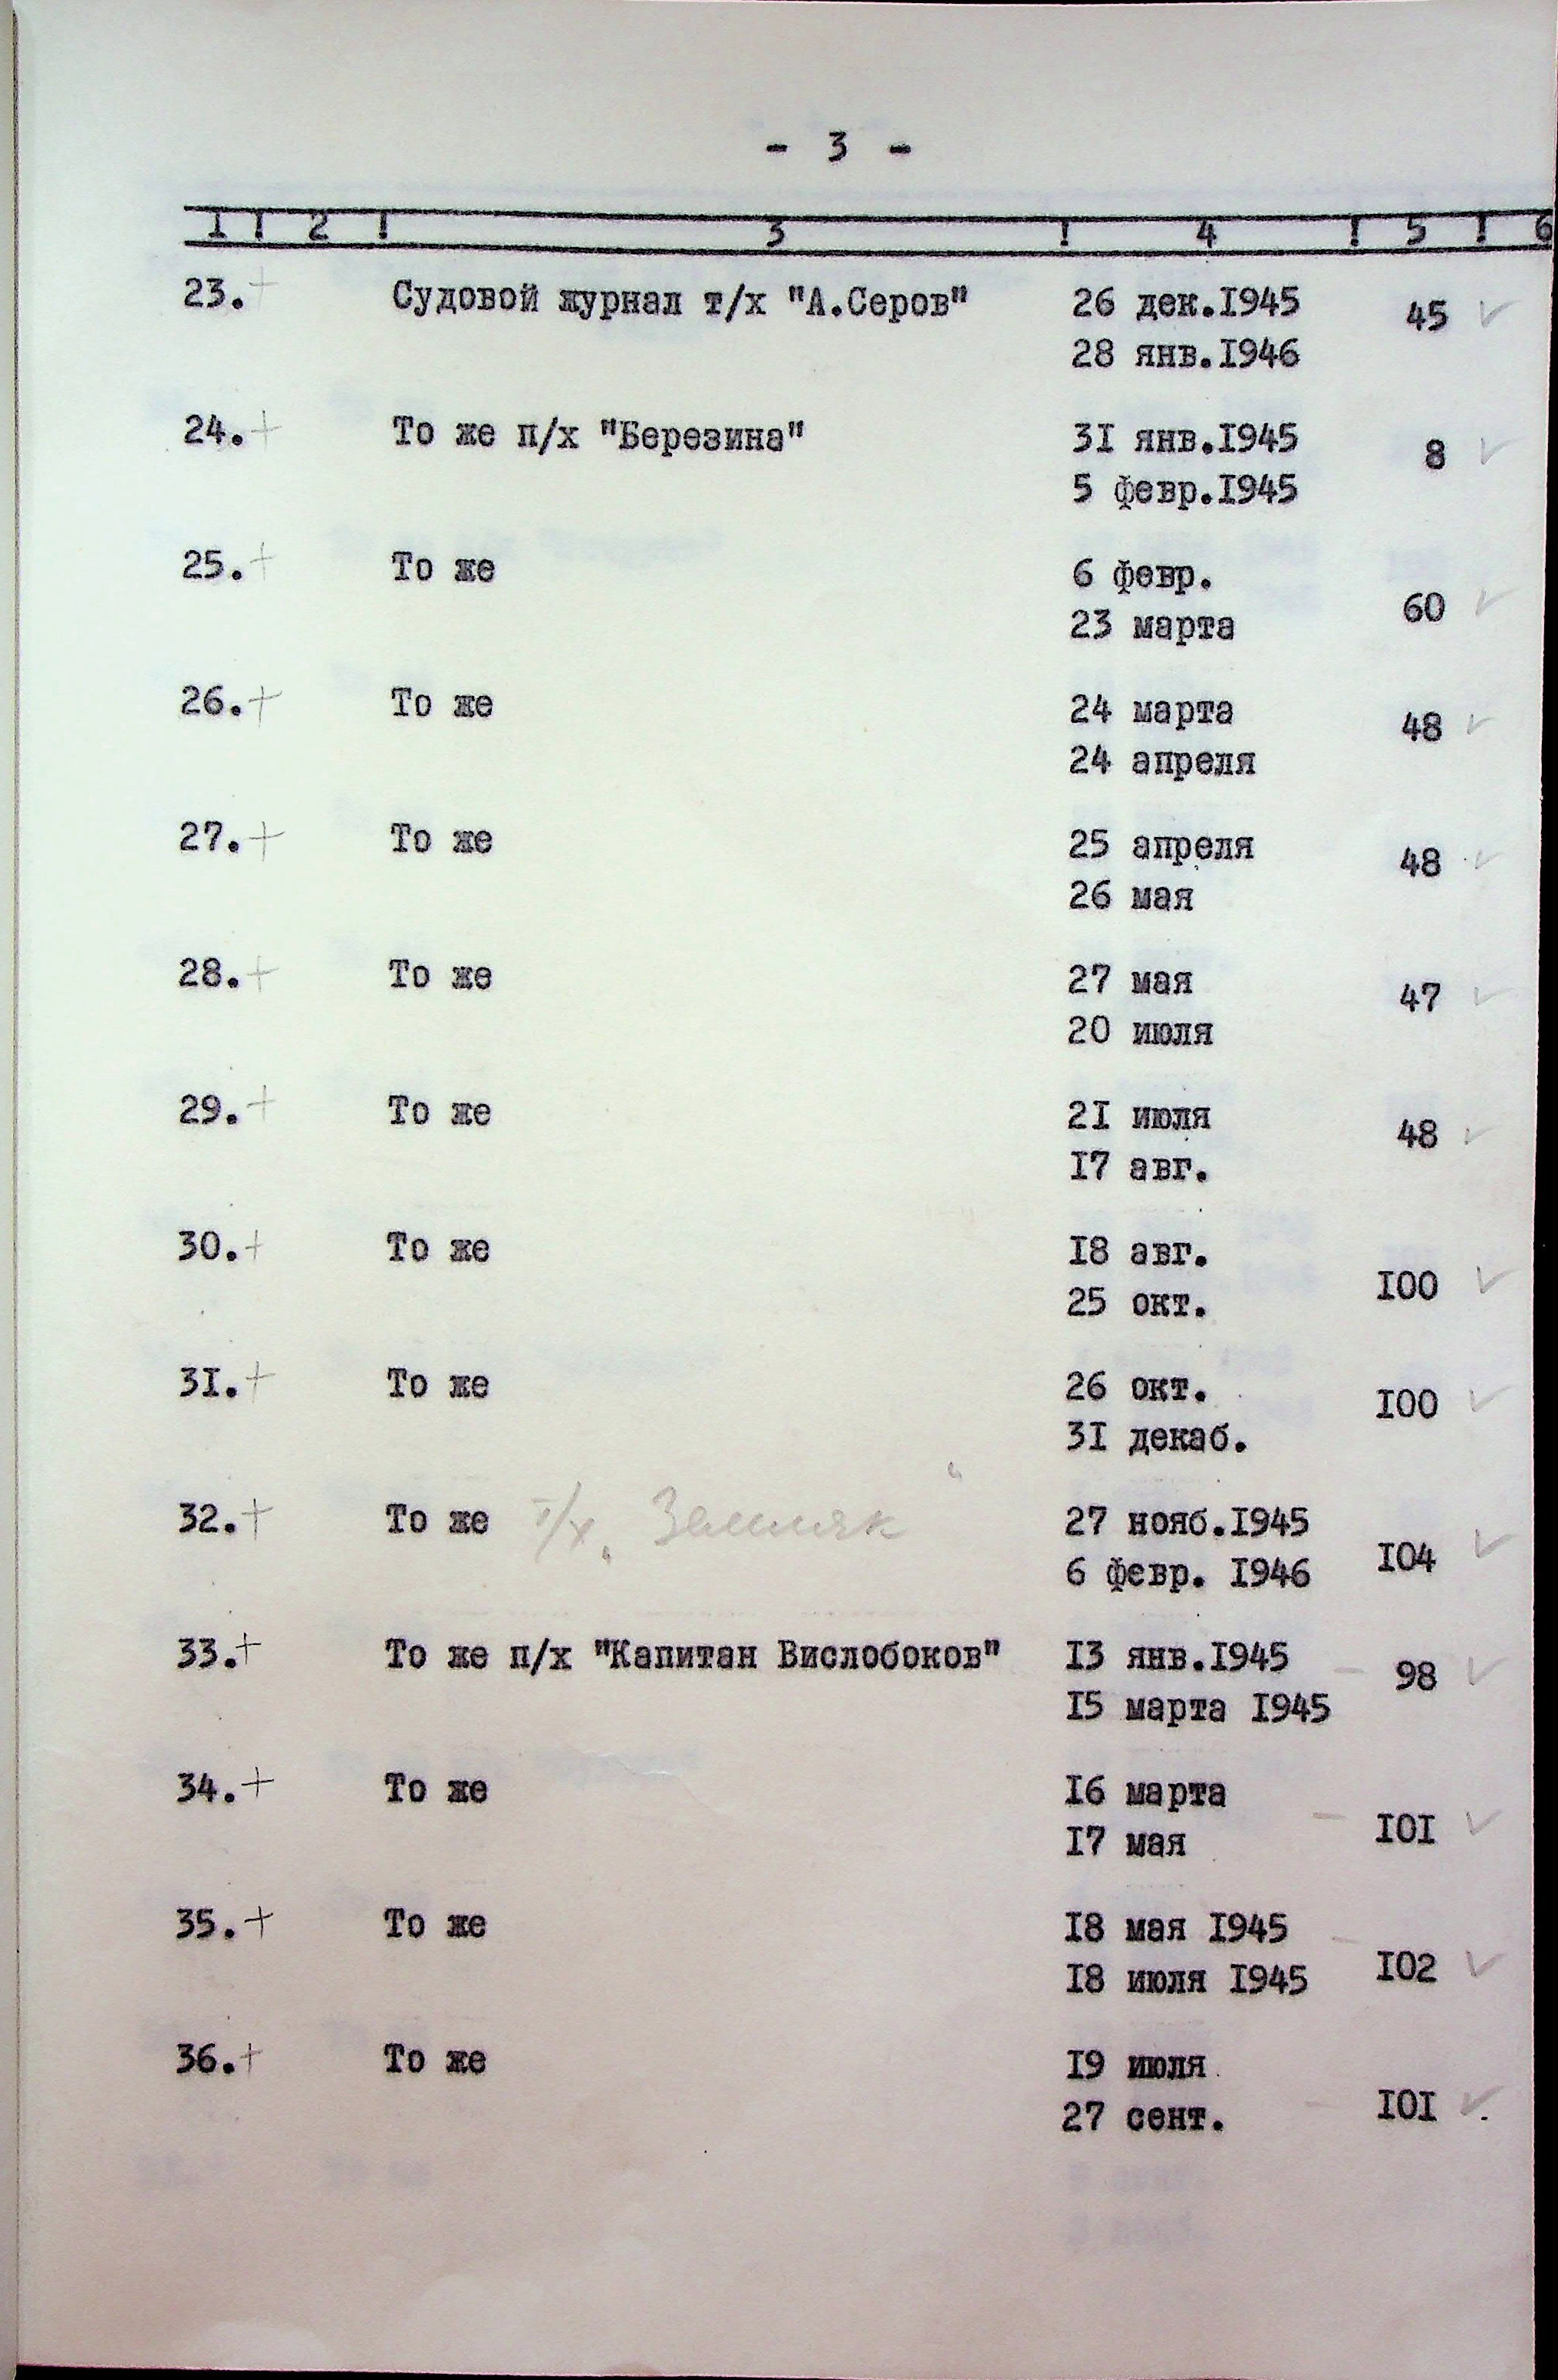 - 3 -
1 ! 2 ! 3 ! 4 ! 5 ! 6
23.+ Судовой журнал т/х "А.Серов" 26 дек.1945 45 ✓
28 янв.1946
24.+ То же п/х "Березина" 31 янв.1945 8 ✓
5 февр.1945
25.+ То же 6 февр. 60 ✓
23 марта
26.+ То же 24 марта 48 ✓
24 апреля
27.+ То же 25 апреля 48 ✓
26 мая
28.+ То же 27 мая 47 ✓
20 июля
29.+ То же 21 июля 48 ✓
17 авг.
30.+ То же 18 авг. 100 ✓
25 окт.
31.+ То же 26 окт. 100 ✓
31 декаб.
32.+ То же т/х „Земляк“ 27 нояб.1945 104 ✓
6 февр. 1946
33.+ То же п/х "Капитан Вислобоков" 13 янв.1945 98 ✓
15 марта 1945
34.+ То же 16 марта 101 ✓
17 мая
35.+ То же 18 мая 1945 102 ✓
18 июля 1945
36.+ То же 19 июля 101 ✓
27 сент.